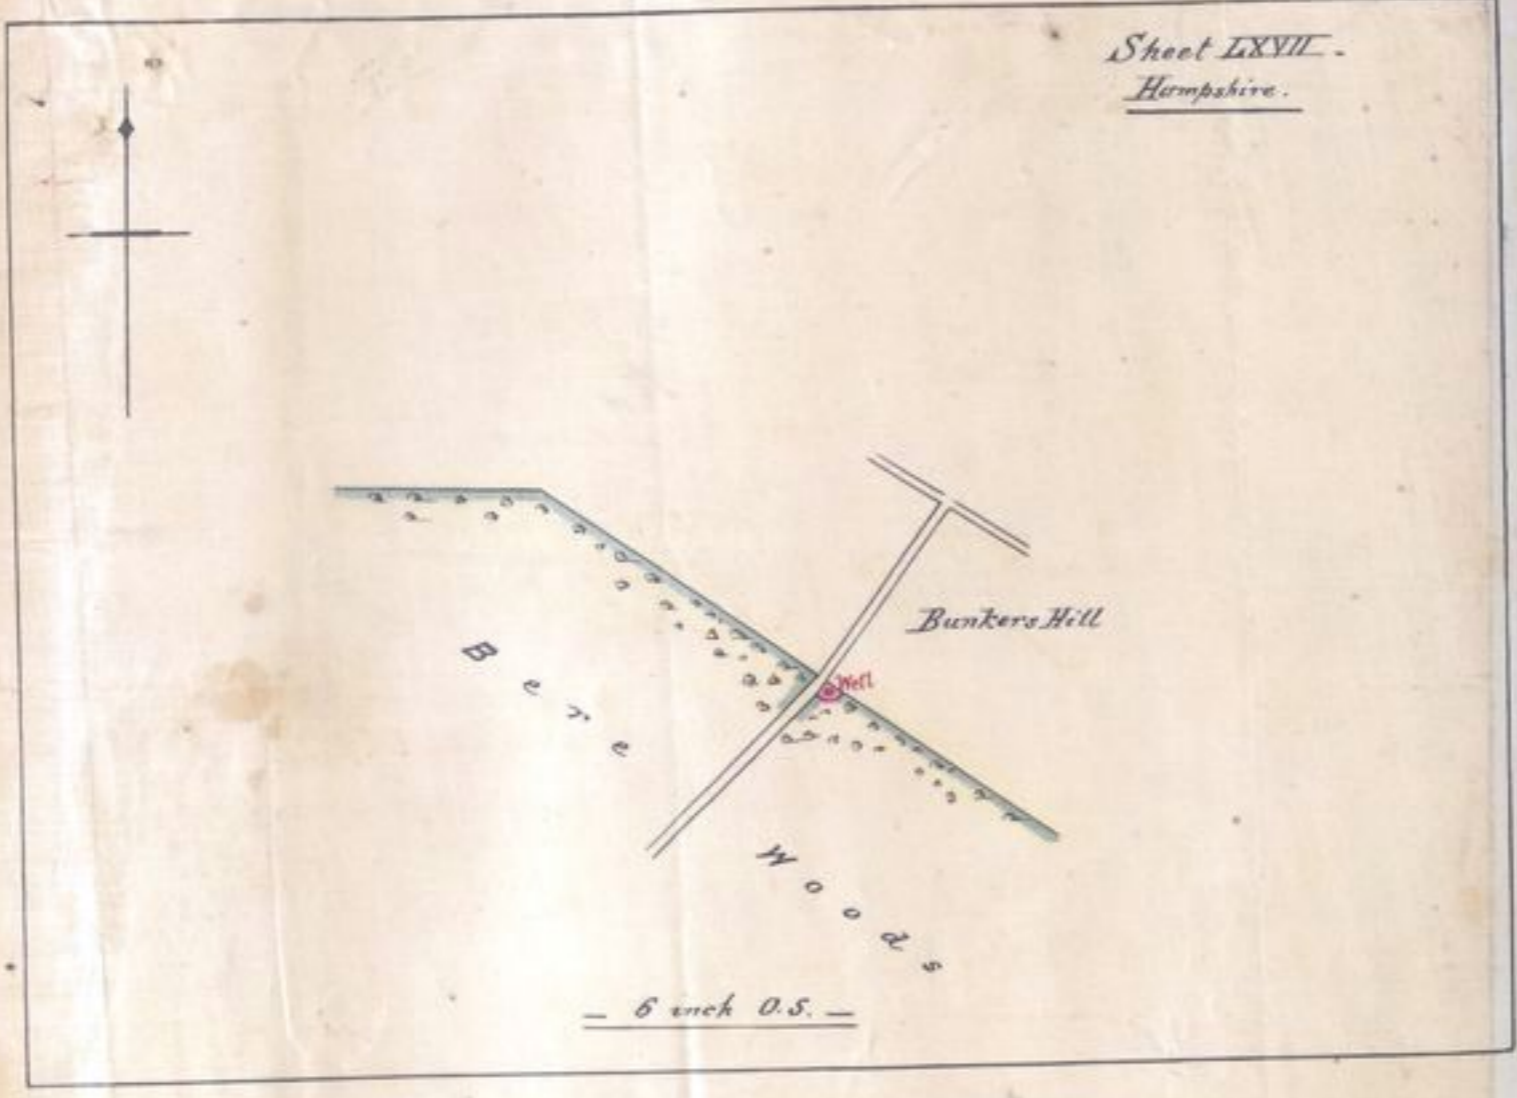 Sheet LXVII.
Hampshire.
Bunkers Hill
Well
Bere
Woods
— 6 inch O.S. —